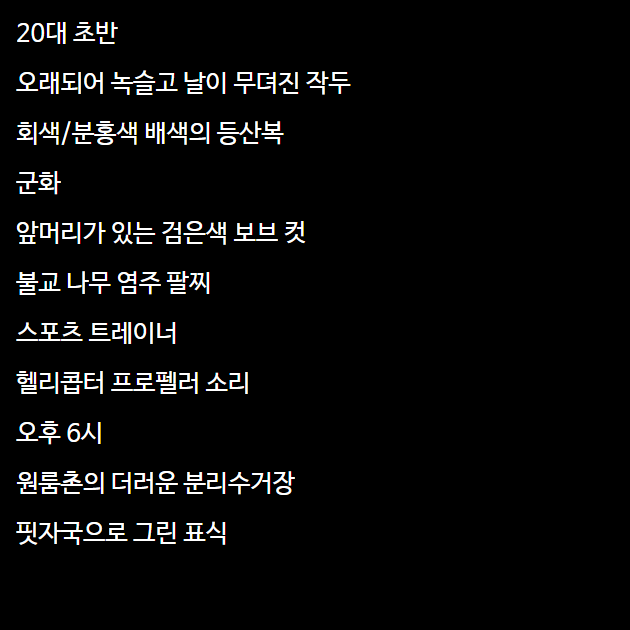 20대 초반
오래되어 녹슬고 날이 무뎌진 작두
회색/분홍색 배색의 등산복
군화
앞머리가 있는 검은색 보브 컷
불교 나무 염주 팔찌
스포츠 트레이너
헬리콥터 프로펠러 소리
오후 6시
원룸촌의 더러운 분리수거장
핏자국으로 그린 표식